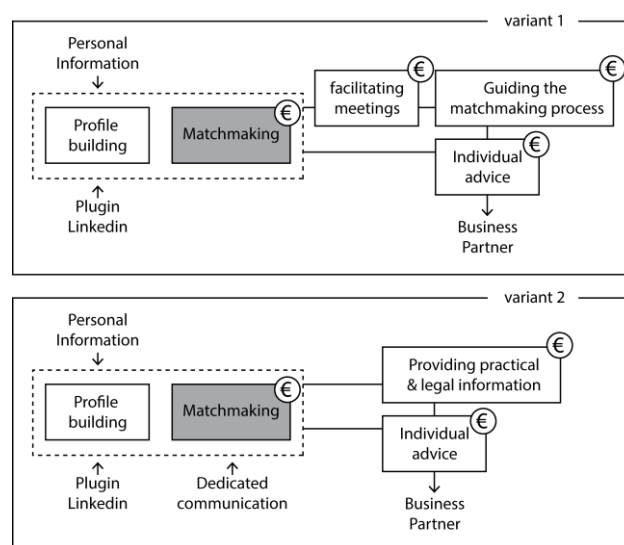 variant 1
Personal
Information
Profile
building
Matchmaking
€
facilitating
meetings
€
Guiding the
matchmaking process
€
Individual
advice
€
Plugin
Linkedin
Business
Partner
variant 2
Personal
Information
Profile
building
Matchmaking
€
Providing practical
& legal information
€
Individual
advice
€
Plugin
Linkedin
Dedicated
communication
Business
Partner